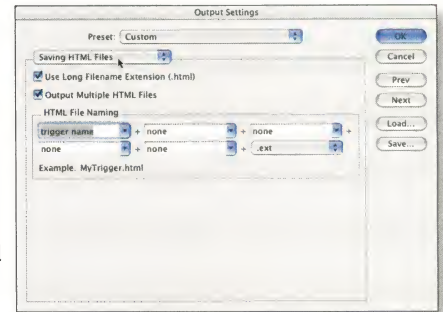 Output Settings
Preset: Custom
OK
Saving HTML Files
Cancel
Use Long Filename Extension (.html)
Prev
Output Multiple HTML Files
Next
HTML File Naming
Load...
trigger name + none + none +
Save...
none + none + .ext
Example: MyTrigger.html